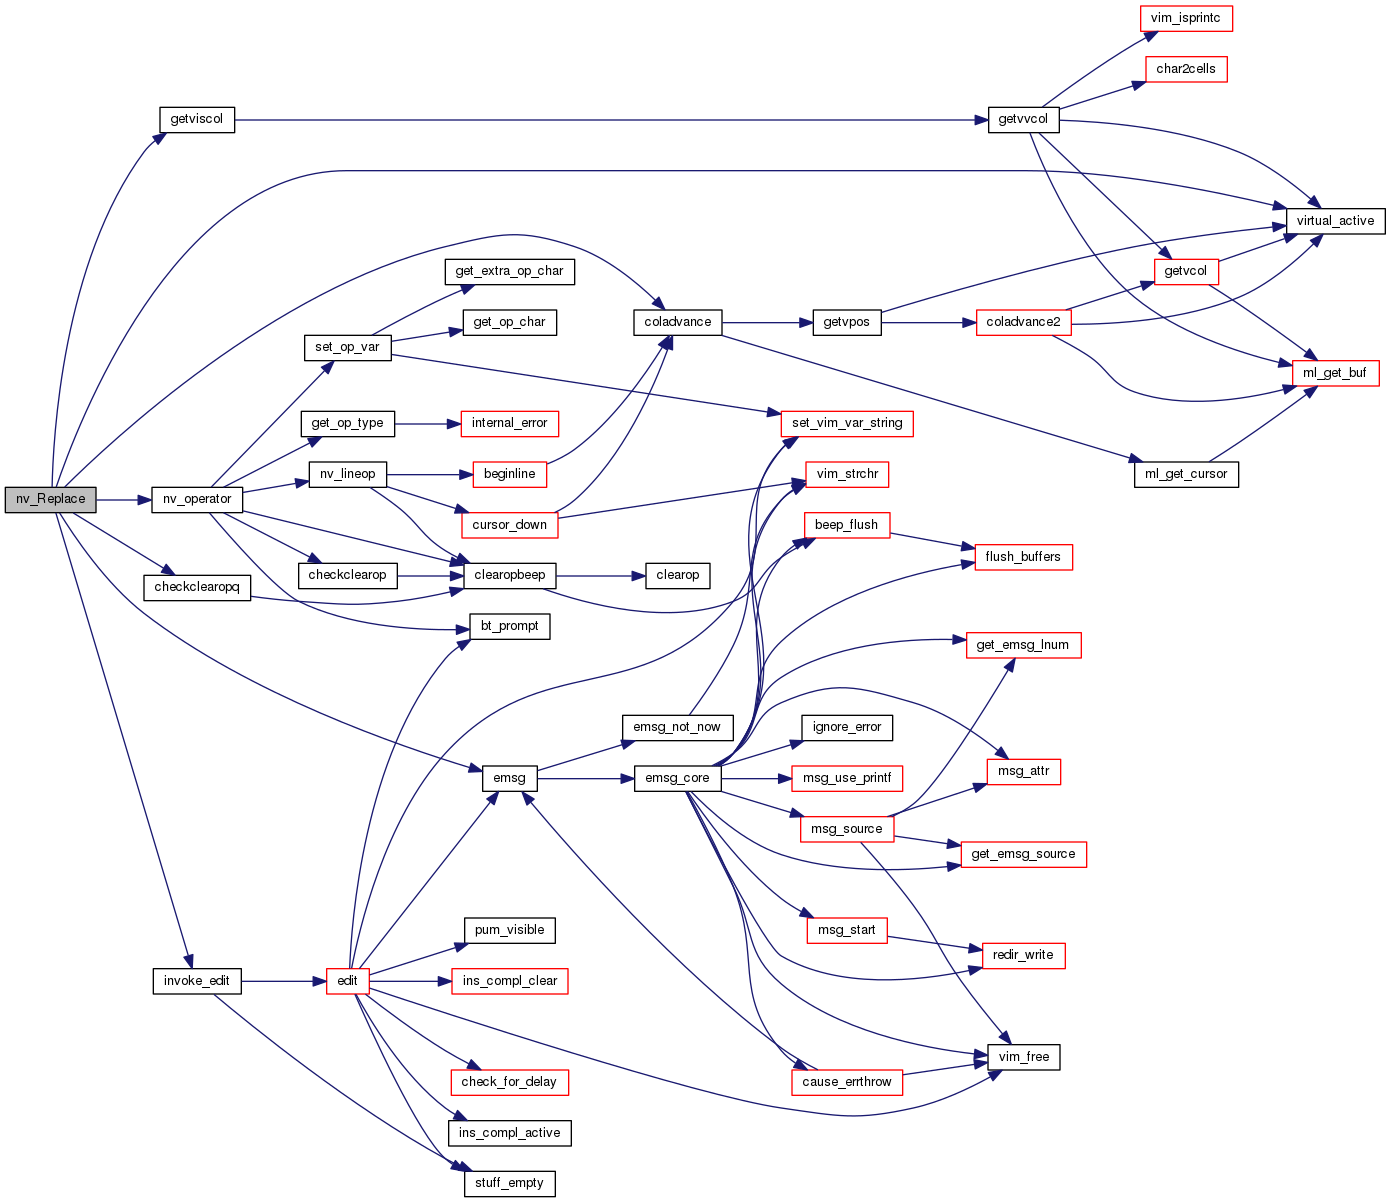 vim_isprintc
char2cells
getviscol
getvvcol
virtual_active
get_extra_op_char
getvcol
get_op_char
coladvance
getvpos
coladvance2
set_op_var
ml_get_buf
get_op_type
internal_error
set_vim_var_string
nv_lineop
beginline
vim_strchr
ml_get_cursor
nv_Replace
nv_operator
cursor_down
beep_flush
flush_buffers
checkclearop
clearopbeep
clearop
checkclearopq
bt_prompt
get_emsg_lnum
emsg_not_now
ignore_error
emsg
emsg_core
msg_use_printf
msg_attr
msg_source
get_emsg_source
pum_visible
msg_start
redir_write
invoke_edit
edit
ins_compl_clear
vim_free
check_for_delay
cause_errthrow
ins_compl_active
stuff_empty